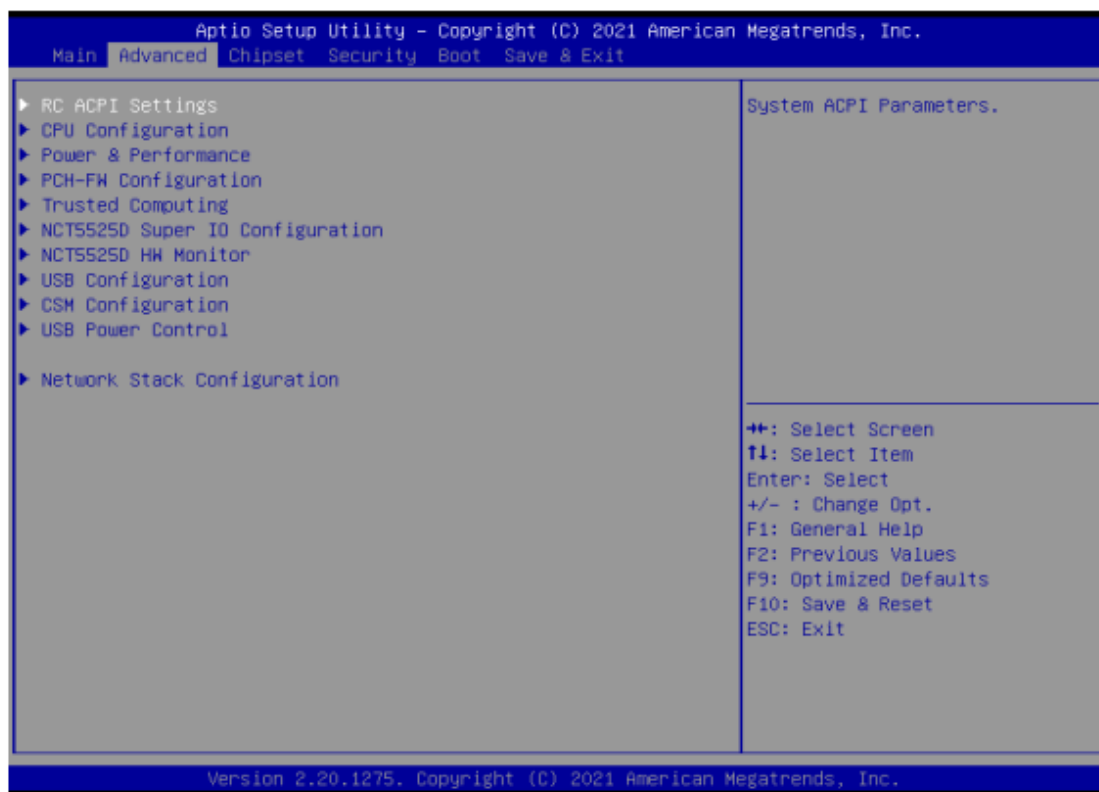 Aptio Setup Utility – Copyright (C) 2021 American Megatrends, Inc.
Main Advanced Chipset Security Boot Save & Exit
▶ RC ACPI Settings
▶ CPU Configuration
▶ Power & Performance
▶ PCH-FW Configuration
▶ Trusted Computing
▶ NCT5525D Super IO Configuration
▶ NCT5525D HW Monitor
▶ USB Configuration
▶ CSM Configuration
▶ USB Power Control
▶ Network Stack Configuration
System ACPI Parameters.
→←: Select Screen
↑↓: Select Item
Enter: Select
+/- : Change Opt.
F1: General Help
F2: Previous Values
F9: Optimized Defaults
F10: Save & Reset
ESC: Exit
Version 2.20.1275. Copyright (C) 2021 American Megatrends, Inc.